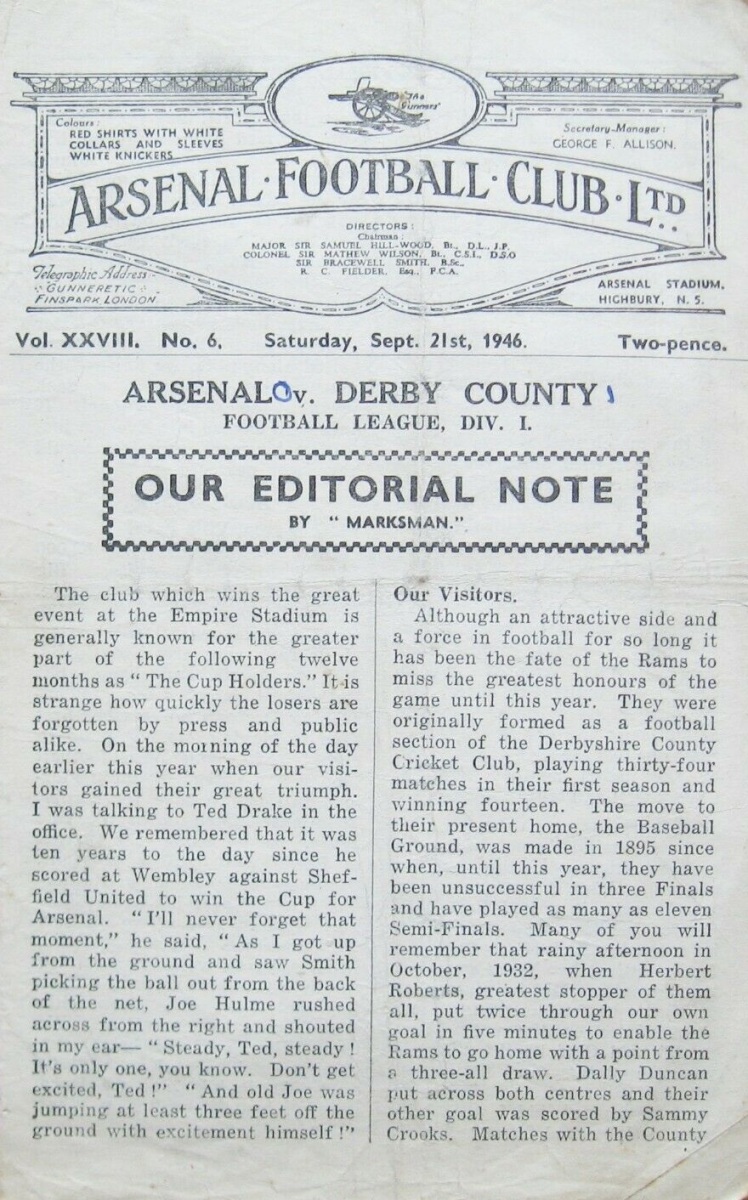 The
Gunners'
Colours:
RED SHIRTS WITH WHITE
COLLARS AND SLEEVES
WHITE KNICKERS
Secretary-Manager:
GEORGE F. ALLISON.
ARSENAL·FOOTBALL·CLUB·LTD.
DIRECTORS:
Chairman:
MAJOR SIR SAMUEL HILL-WOOD, Bt., D.L., J.P.
COLONEL SIR MATHEW WILSON, Bt., C.S.I., D.S.O
SIR BRACEWELL SMITH, B.Sc.,
R. C. FIELDER, Esq., F.C.A.
Telegraphic Address:
GUNNERETIC
FINSPARK LONDON
ARSENAL STADIUM,
HIGHBURY, N. 5.
Vol. XXVIII. No. 6. Saturday, Sept. 21st, 1946. Two-pence.
ARSENAL 0 v. DERBY COUNTY 1
FOOTBALL LEAGUE, DIV. I.
OUR EDITORIAL NOTE
BY "MARKSMAN."
The club which wins the great
event at the Empire Stadium is
generally known for the greater
part of the following twelve
months as "The Cup Holders." It is
strange how quickly the losers are
forgotten by press and public
alike. On the morning of the day
earlier this year when our visi-
tors gained their great triumph.
I was talking to Ted Drake in the
office. We remembered that it was
ten years to the day since he
scored at Wembley against Shef-
field United to win the Cup for
Arsenal. "I'll never forget that
moment," he said, "As I got up
from the ground and saw Smith
picking the ball out from the back
of the net, Joe Hulme rushed
across from the right and shouted
in my ear— "Steady, Ted, steady!
It's only one, you know. Don't get
excited, Ted!" "And old Joe was
jumping at least three feet off the
ground with excitement himself!"
Our Visitors.
Although an attractive side and
a force in football for so long it
has been the fate of the Rams to
miss the greatest honours of the
game until this year. They were
originally formed as a football
section of the Derbyshire County
Cricket Club, playing thirty-four
matches in their first season and
winning fourteen. The move to
their present home, the Baseball
Ground, was made in 1895 since
when, until this year, they have
been unsuccessful in three Finals
and have played as many as eleven
Semi-Finals. Many of you will
remember that rainy afternoon in
October, 1932, when Herbert
Roberts, greatest stopper of them
all, put twice through our own
goal in five minutes to enable the
Rams to go home with a point from
a three-all draw. Dally Duncan
put across both centres and their
other goal was scored by Sammy
Crooks. Matches with the County